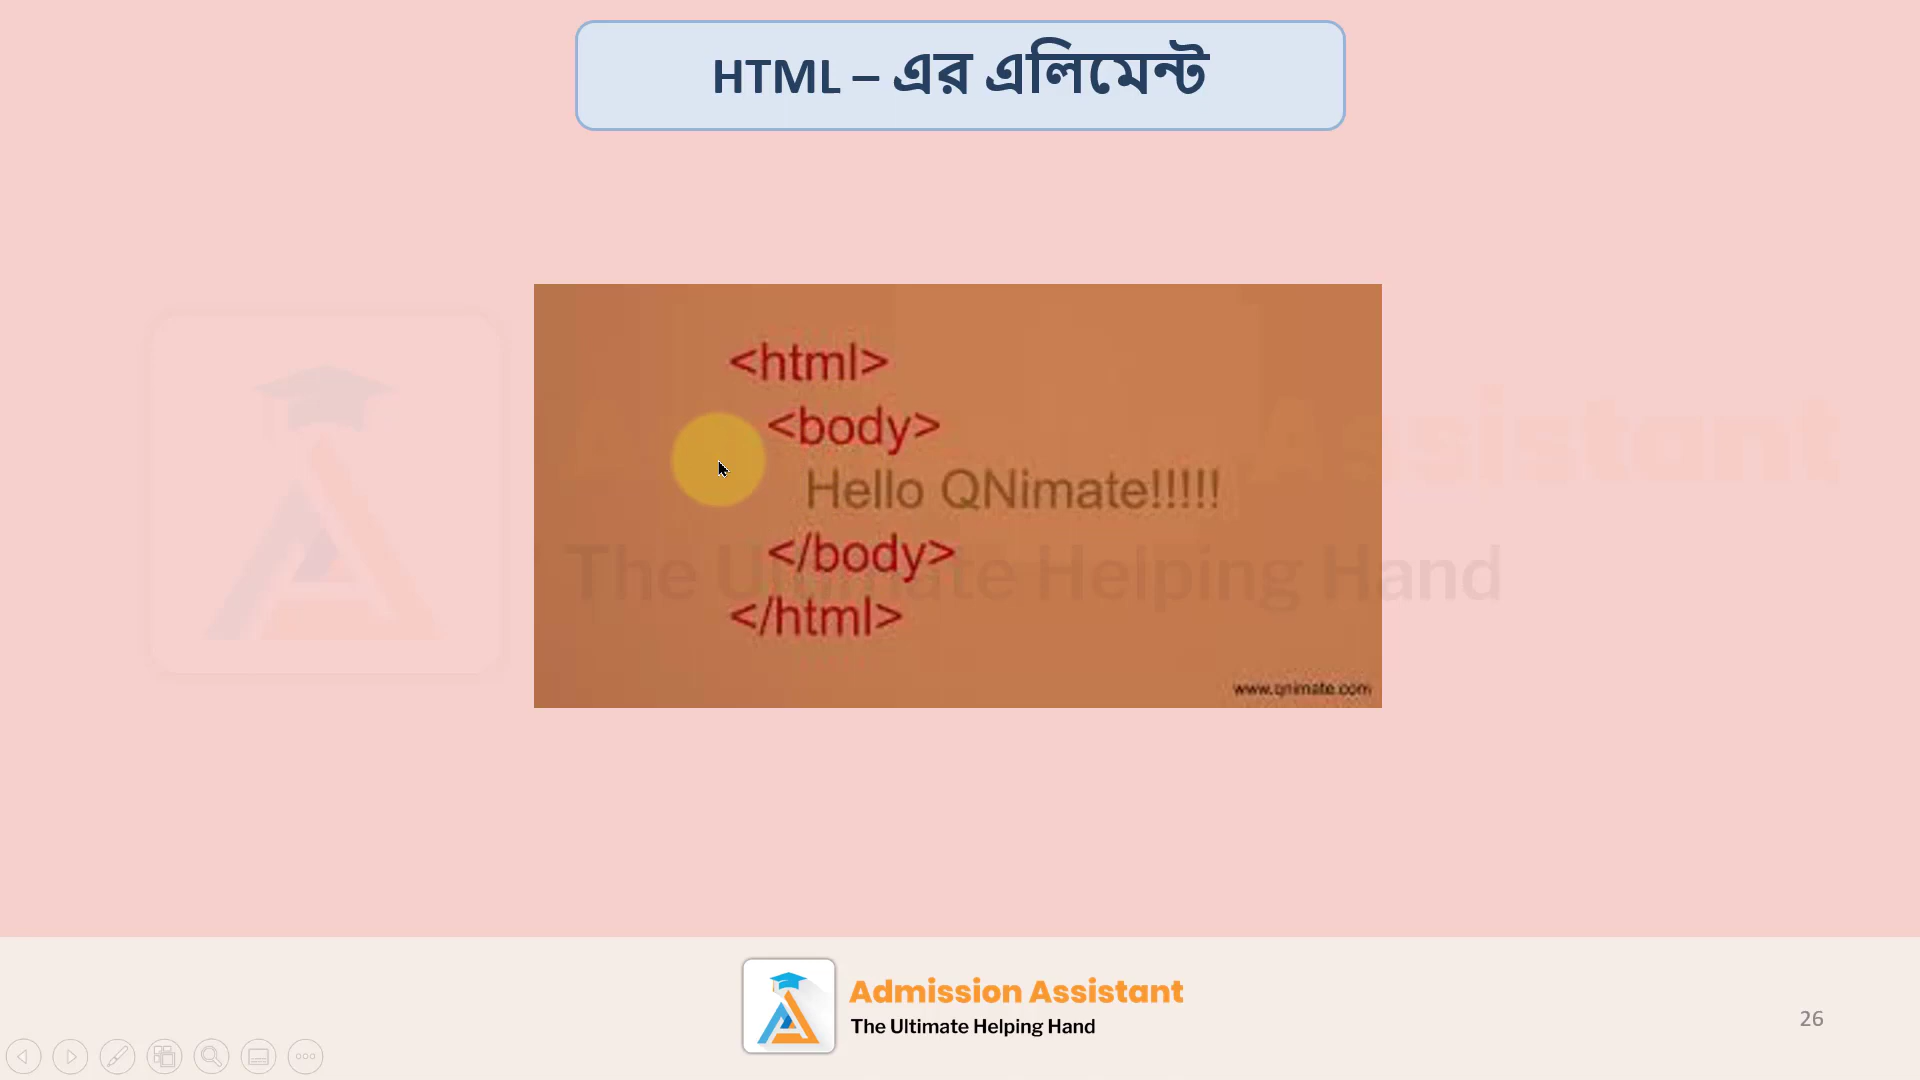 HTML – এর এলিমেন্ট
<html>
<body>
Hello QNimate!!!!!
</body>
</html>
www.qnimate.com
Assistant
The Ultimate Helping Hand
Admission Assistant
The Ultimate Helping Hand
26